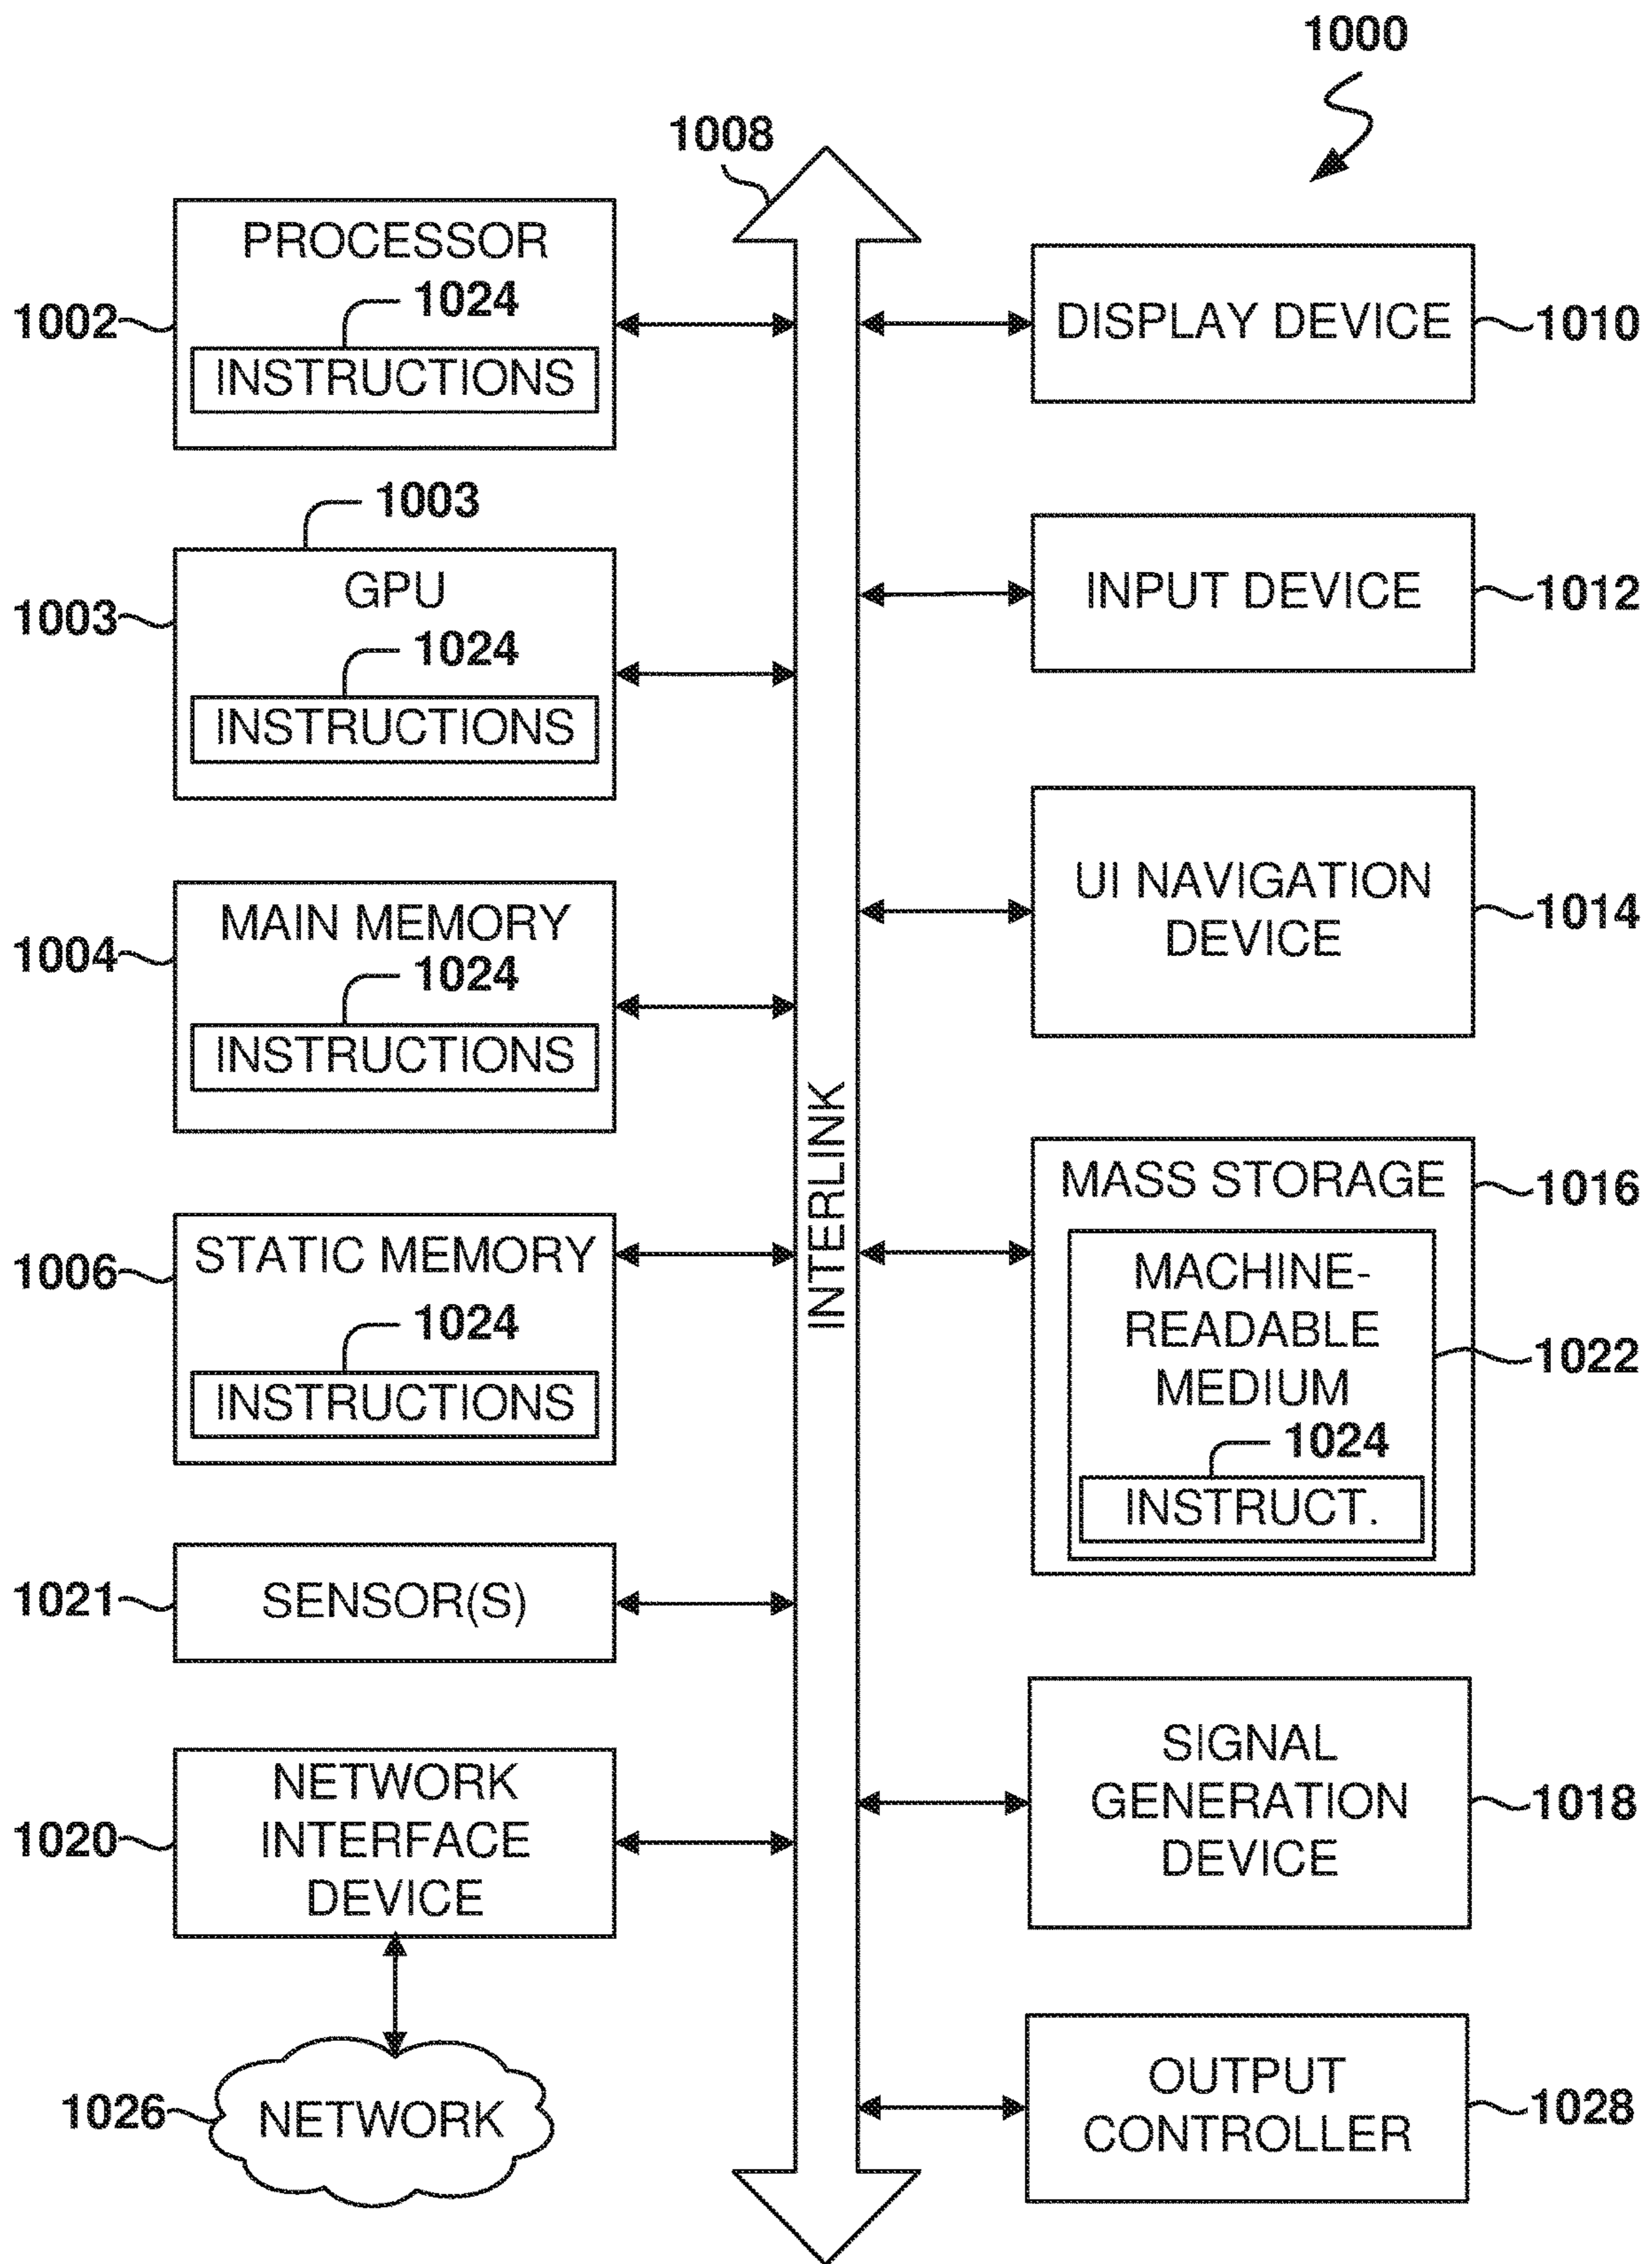 1000
1008
PROCESSOR
1024
1002
INSTRUCTIONS
1003
GPU
1003
1024
INSTRUCTIONS
MAIN MEMORY
1004
1024
INSTRUCTIONS
STATIC MEMORY
1006
1024
INSTRUCTIONS
1021
SENSOR(S)
NETWORK
INTERFACE
DEVICE
1020
1026
NETWORK
INTERLINK
DISPLAY DEVICE
1010
INPUT DEVICE
1012
UI NAVIGATION
DEVICE
1014
MASS STORAGE
1016
MACHINE-
READABLE
MEDIUM
1022
1024
INSTRUCT.
SIGNAL
GENERATION
DEVICE
1018
OUTPUT
CONTROLLER
1028